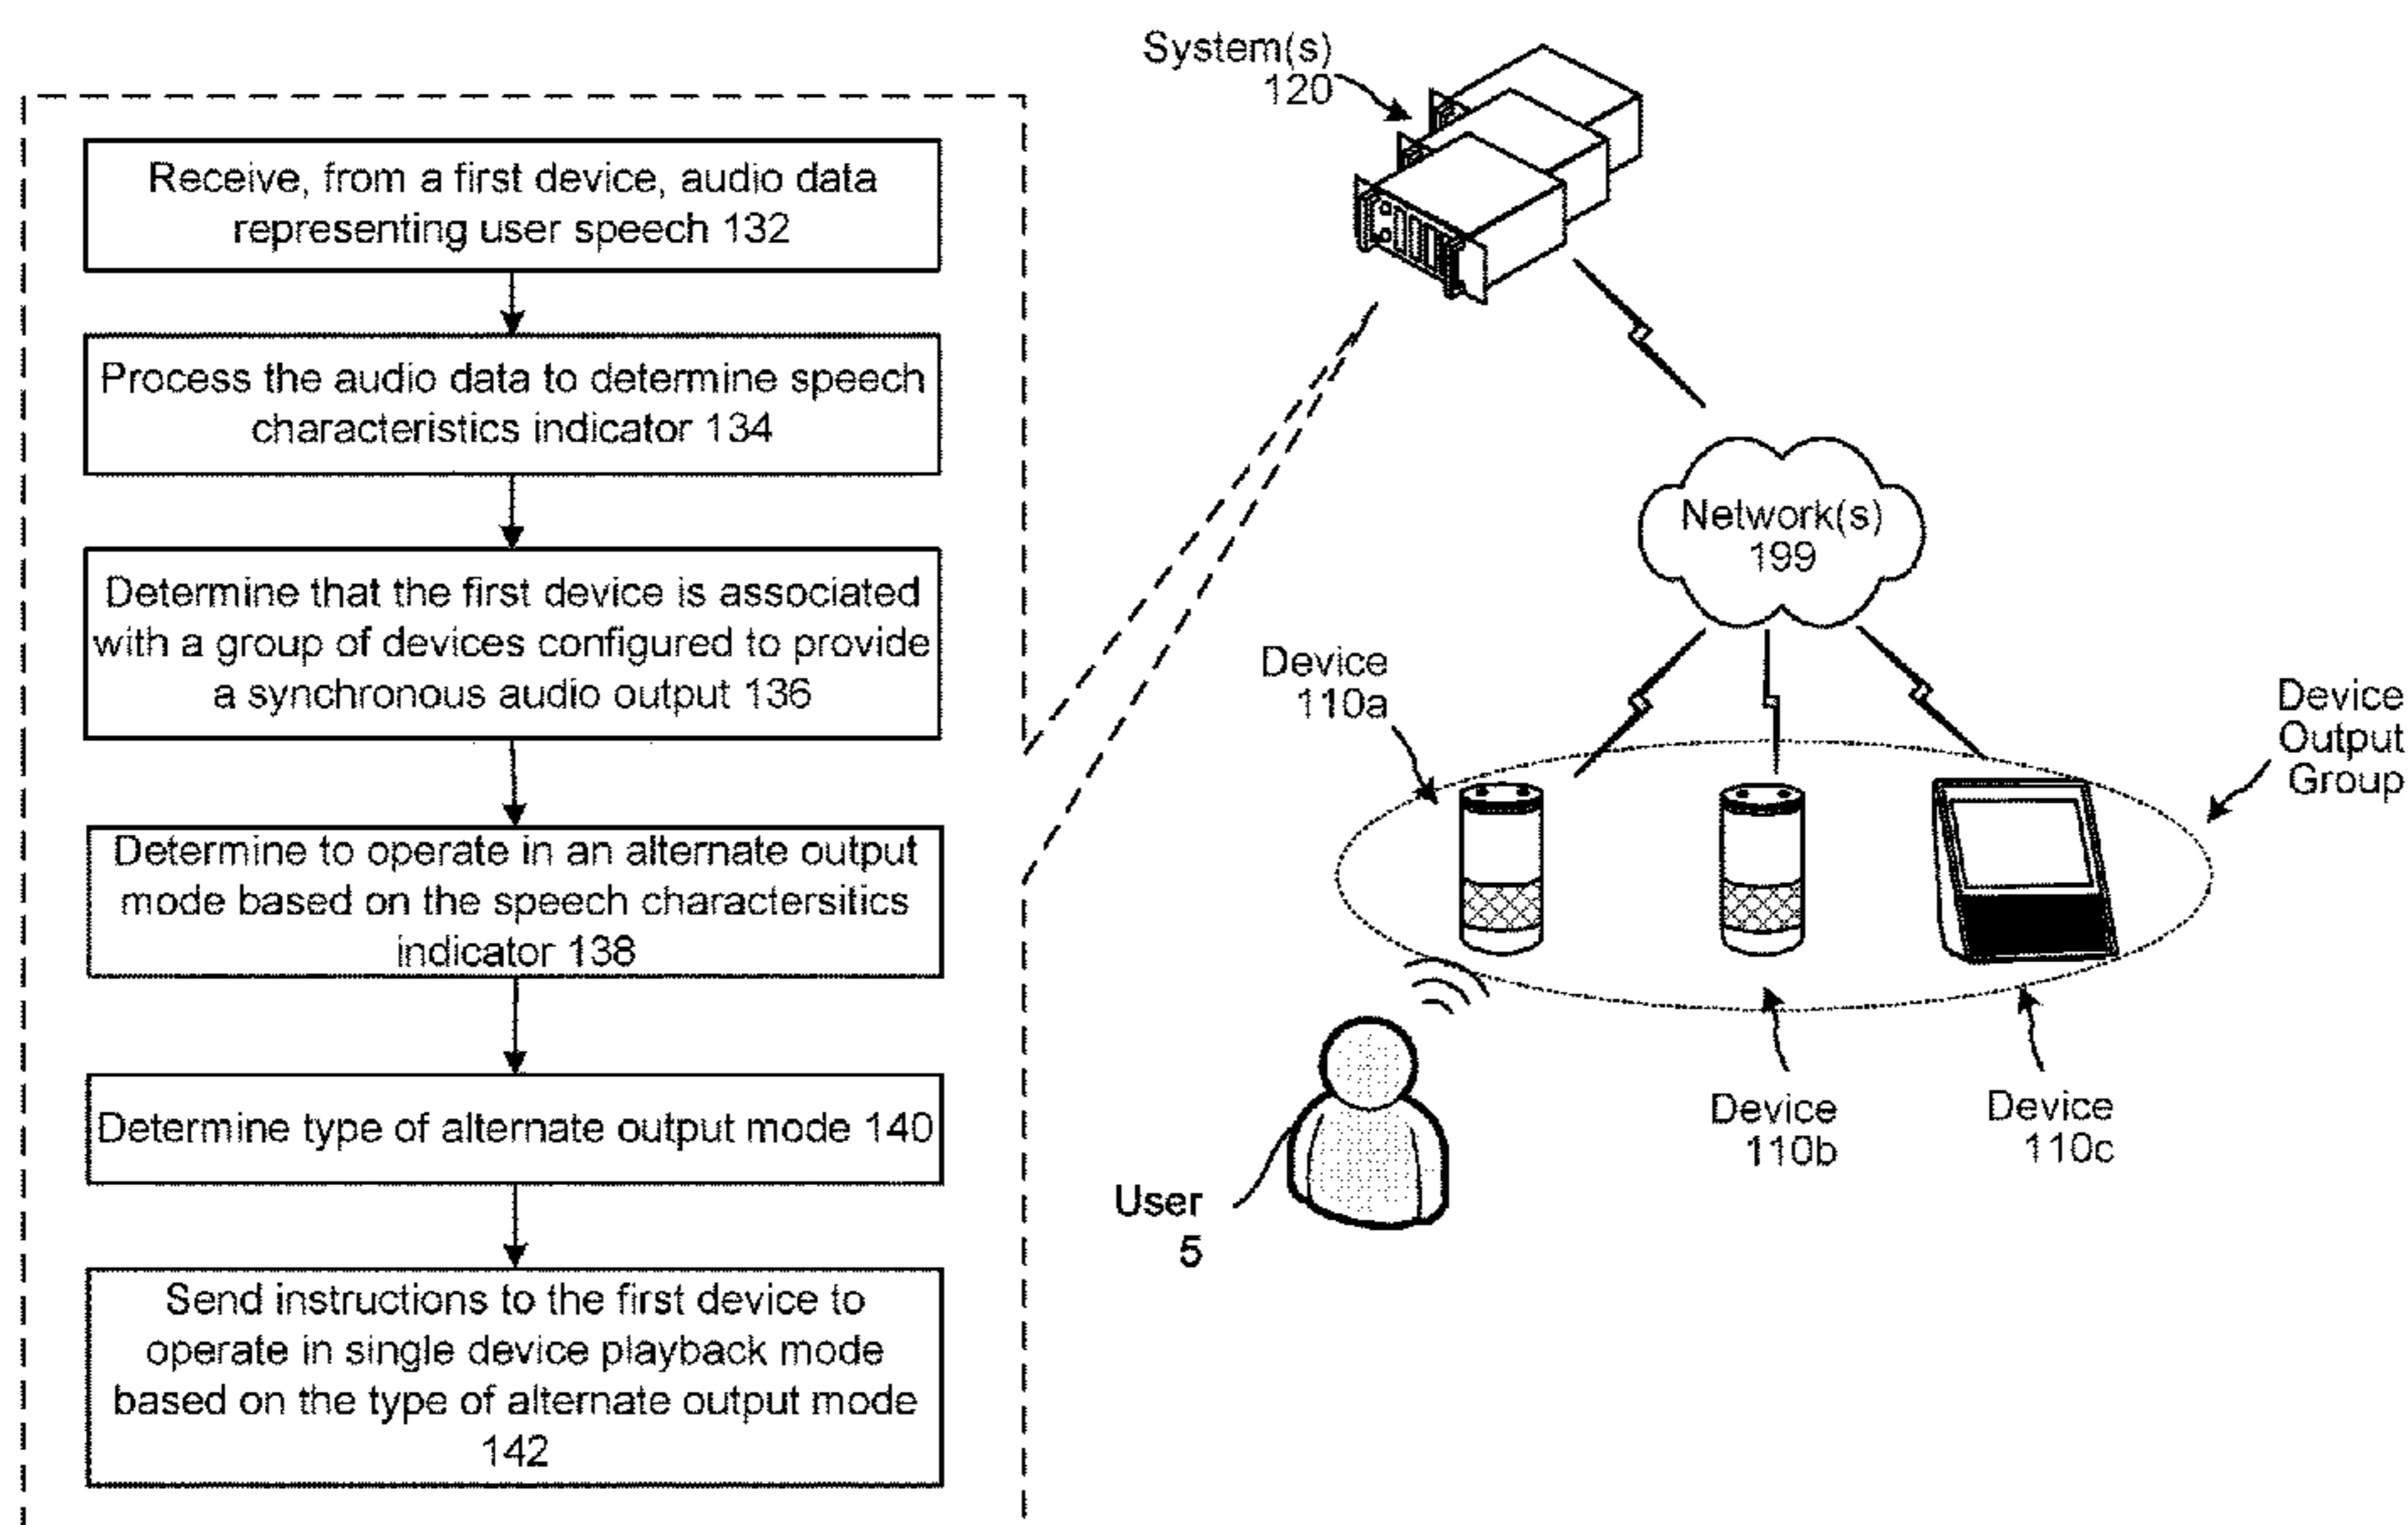 Receive, from a first device, audio data
representing user speech 132
Process the audio data to determine speech
characteristics indicator 134
Determine that the first device is associated
with a group of devices configured to provide
a synchronous audio output 136
Determine to operate in an alternate output
mode based on the speech charactersitics
indicator 138
Determine type of alternate output mode 140
Send instructions to the first device to
operate in single device playback mode
based on the type of alternate output mode
142
System(s)
120
Network(s)
199
Device
110a
Device
Output
Group
Device
110b
Device
110c
User
5